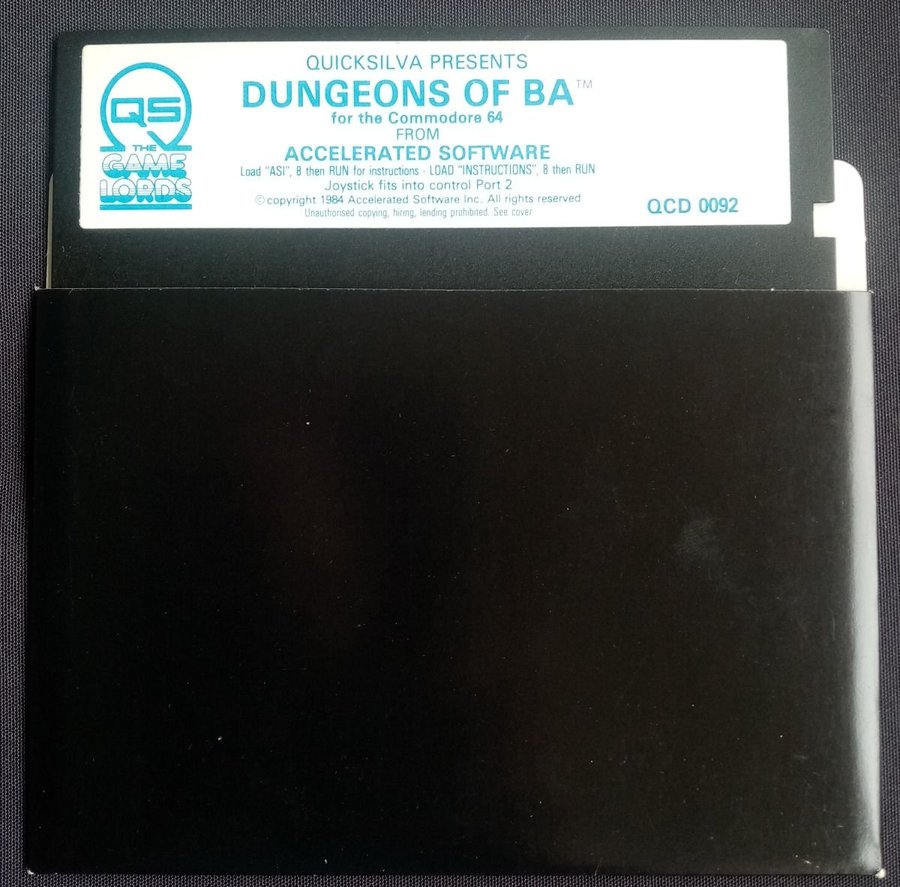 QUICKSILVA PRESENTS
DUNGEONS OF BA™
for the Commodore 64
FROM
ACCELERATED SOFTWARE
Load "ASI", 8 then RUN for instructions - LOAD "INSTRUCTIONS", 8 then RUN
Joystick fits into control Port 2
©copyright 1984 Accelerated Software Inc. All rights reserved
Unauthorised copying, hiring, lending prohibited. See cover
QS
THE
GAME
LORDS
QCD 0092